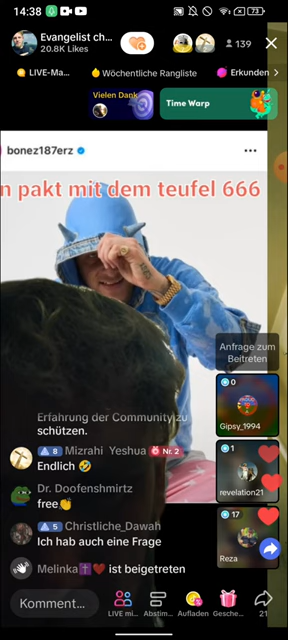 14:38
73
Evangelist ch...
20.8K Likes
139
LIVE-Ma...
Wöchentliche Rangliste
Erkunden
Vielen Dank
Time Warp
bonez187erz
n pakt mit dem teufel 666
Anfrage zum
Beitreten
0
Gipsy_1994
Erfahrung der Community zu
schützen.
8 Mizrahi Yeshua Nr. 2
Endlich 🤣
1
revelation21
Dr. Doofenshmirtz
free👏
5 Christliche_Dawah
Ich hab auch eine Frage
17
Reza
Melinka✝️❤️ ist beigetreten
Komment...
LIVE mi...
Abstim...
Aufladen
Gesche...
21